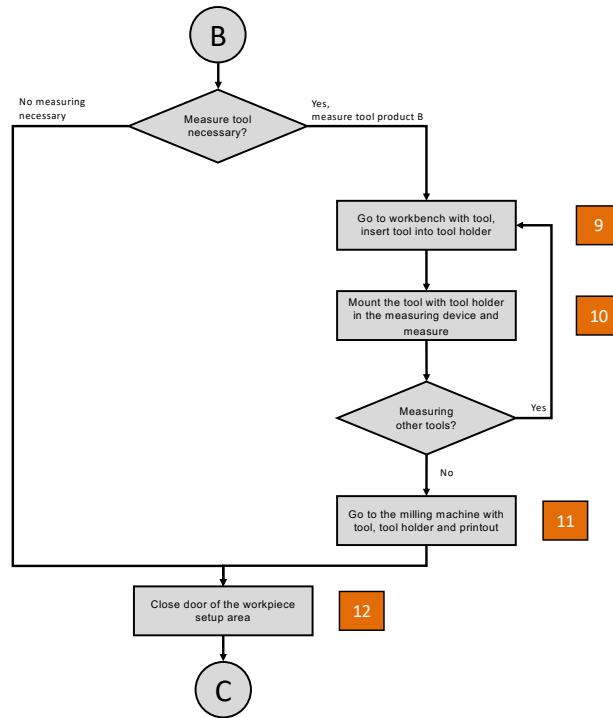 B
No measuring
necessary
Measure tool
necessary?
Yes,
measure tool product B
Go to workbench with tool,
insert tool into tool holder
9
Mount the tool with tool holder
in the measuring device and
measure
10
Measuring
other tools?
Yes
No
Go to the milling machine with
tool, tool holder and printout
11
Close door of the workpiece
setup area
12
C